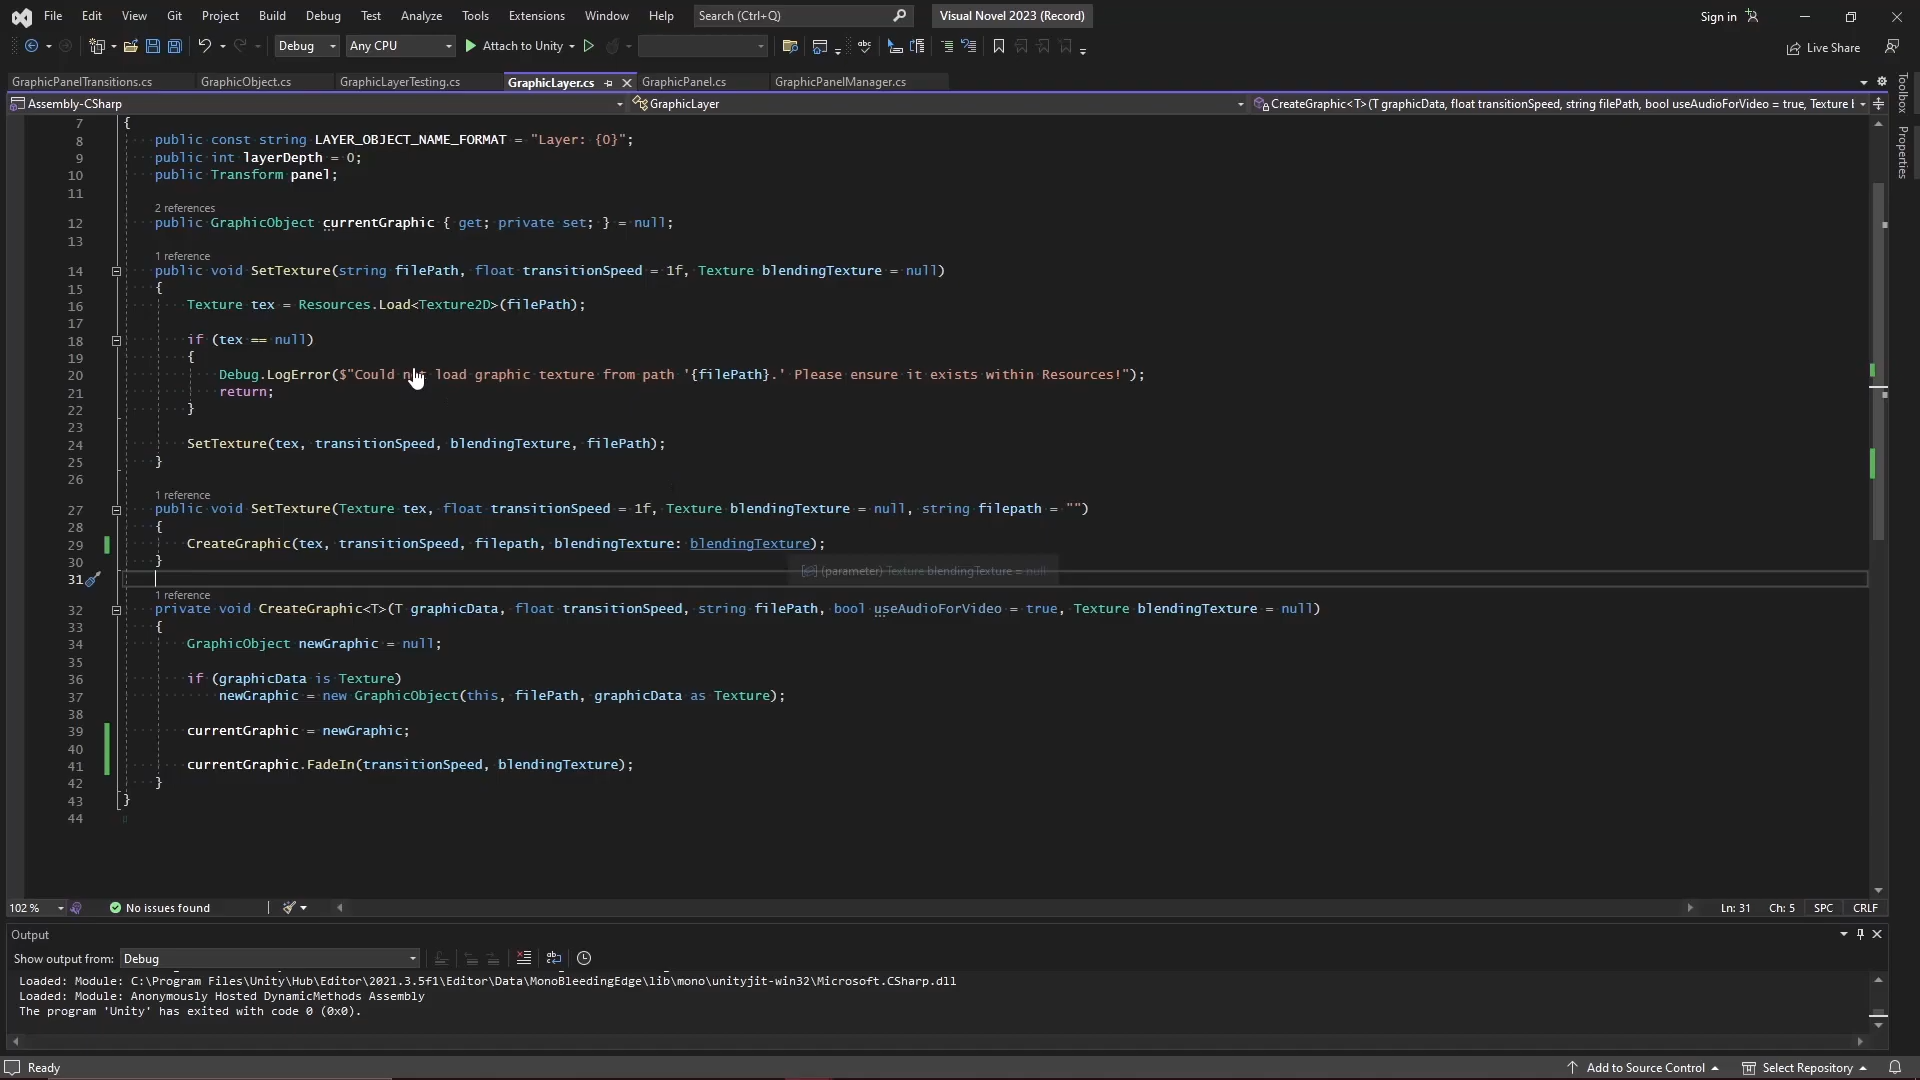 File Edit View Git Project Build Debug Test Analyze Tools Extensions Window Help Search (Ctrl+Q) Visual Novel 2023 (Record) Sign in
Debug Any CPU Attach to Unity Live Share
GraphicPanelTransitions.cs GraphicObject.cs GraphicLayerTesting.cs GraphicLayer.cs GraphicPanel.cs GraphicPanelManager.cs
Assembly-CSharp GraphicLayer CreateGraphic<T>(T graphicData, float transitionSpeed, string filePath, bool useAudioForVideo = true, Texture
Toolbox
Properties
7 {
8 public const string LAYER_OBJECT_NAME_FORMAT = "Layer: {0}";
9 public int layerDepth = 0;
10 public Transform panel;
11
2 references
12 public GraphicObject currentGraphic { get; private set; } = null;
13
1 reference
14 public void SetTexture(string filePath, float transitionSpeed = 1f, Texture blendingTexture = null)
15 {
16 Texture tex = Resources.Load<Texture2D>(filePath);
17
18 if (tex == null)
19 {
20 Debug.LogError($"Could not load graphic texture from path '{filePath}.' Please ensure it exists within Resources!");
21 return;
22 }
23
24 SetTexture(tex, transitionSpeed, blendingTexture, filePath);
25 }
26
1 reference
27 public void SetTexture(Texture tex, float transitionSpeed = 1f, Texture blendingTexture = null, string filepath = "")
28 {
29 CreateGraphic(tex, transitionSpeed, filepath, blendingTexture: blendingTexture);
30 }
(parameter) Texture blendingTexture = null
31
1 reference
32 private void CreateGraphic<T>(T graphicData, float transitionSpeed, string filePath, bool useAudioForVideo = true, Texture blendingTexture = null)
33 {
34 GraphicObject newGraphic = null;
35
36 if (graphicData is Texture)
37 newGraphic = new GraphicObject(this, filePath, graphicData as Texture);
38
39 currentGraphic = newGraphic;
40
41 currentGraphic.FadeIn(transitionSpeed, blendingTexture);
42 }
43 }
44
102 % No issues found Ln: 31 Ch: 5 SPC CRLF
Output
Show output from: Debug
Loaded: Module: C:\Program Files\Unity\Hub\Editor\2021.3.5f1\Editor\Data\MonoBleedingEdge\lib\mono\unityjit-win32\Microsoft.CSharp.dll
Loaded: Module: Anonymously Hosted DynamicMethods Assembly
The program 'Unity' has exited with code 0 (0x0).
Ready Add to Source Control Select Repository